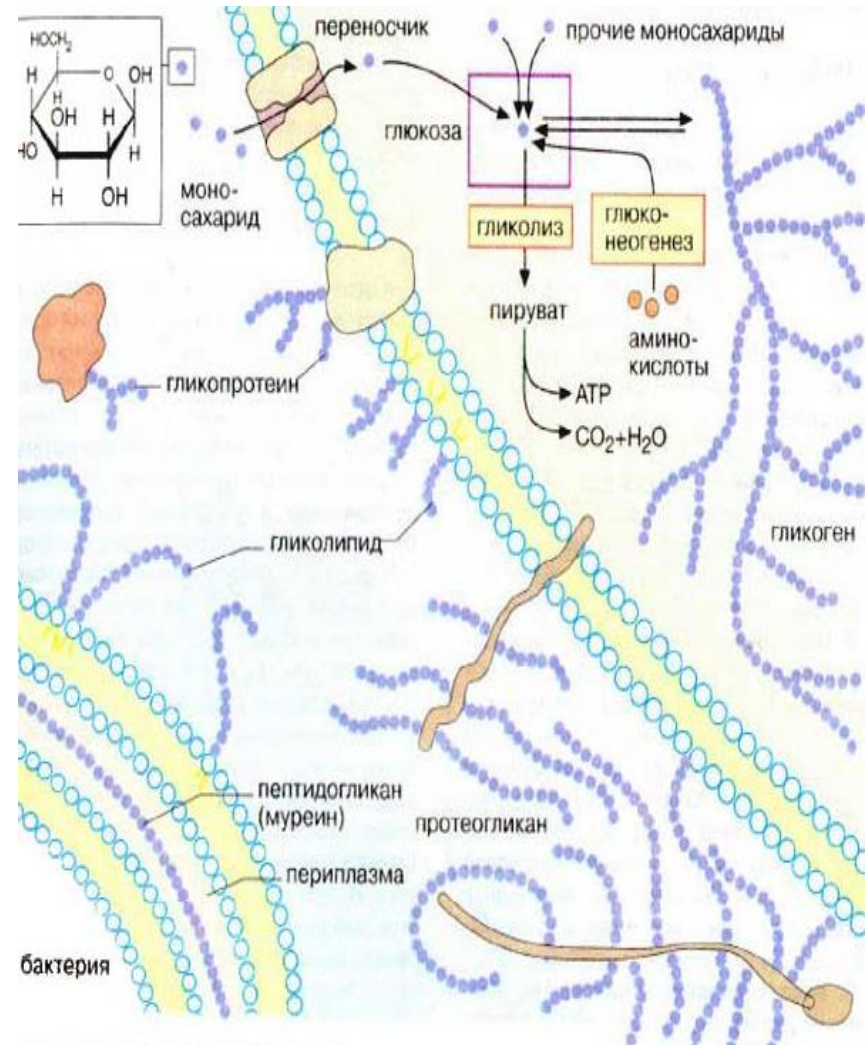 переносчик
прочие моносахариды
HOCH₂
H
O
OH
H
H
OH
H
HO
H
H
OH
глюкоза
моно-
сахарид
гликолиз
глюко-
неогенез
пируват
амино-
кислоты
гликопротеин
ATP
CO₂+H₂O
гликоген
гликолипид
пептидогликан
(муреин)
протеогликан
периплазма
бактерия